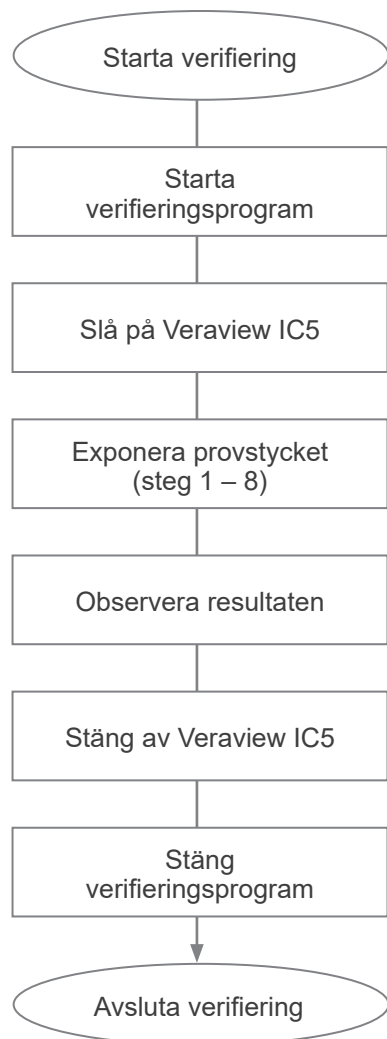 Starta verifiering
Starta
verifieringsprogram
Slå på Veraview IC5
Exponera provstycket
(steg 1 – 8)
Observera resultaten
Stäng av Veraview IC5
Stäng
verifieringsprogram
Avsluta verifiering